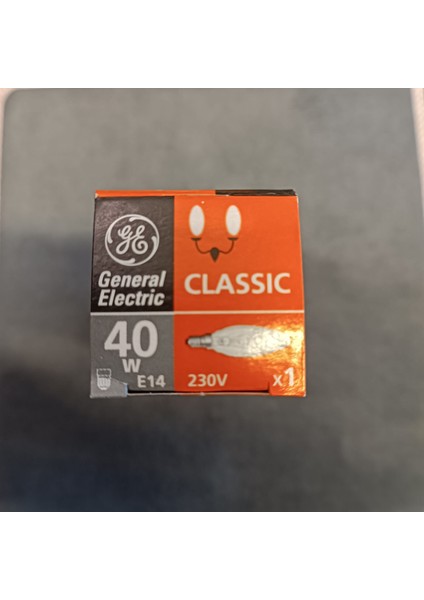 GE
General
Electric
CLASSIC
40
W
E14
230V
x1